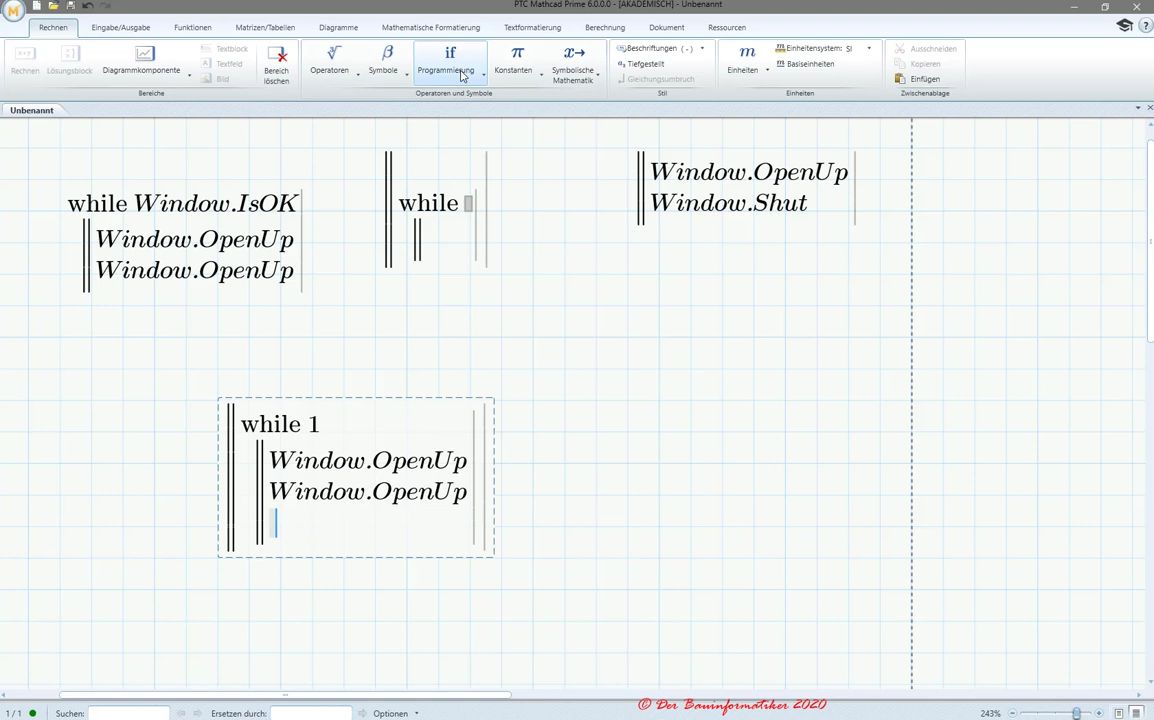 PTC Mathcad Prime 6.0.0.0 - [AKADEMISCH] - Unbenannt
Rechnen Ein/Ausgabe Funktionen Matrizen/Tabellen Diagramme Mathematische Formatierung Textformatierung Berechnung Dokument Ressourcen
Rechnen Lösungsblock Diagrammkomponente Textblock Textfeld Bild Bereich löschen
Operatoren Symbole if Programmierung π Konstanten Symbolische Mathematik
Beschriftungen ( - ) Tiefgestellt Gleichungsumbruch
Einheiten Einheitensystem: SI Basiseinheiten
Ausschneiden Kopieren Einfügen
Bereiche Operatoren und Symbole Stil Einheiten Zwischenablage
Unbenannt
while Window.IsOK
Window.OpenUp
Window.OpenUp
while
Window.OpenUp
Window.Shut
while 1
Window.OpenUp
Window.OpenUp
© Der Bauinformatiker 2020
1 / 1 Suchen: Ersetzen durch: Optionen 243%